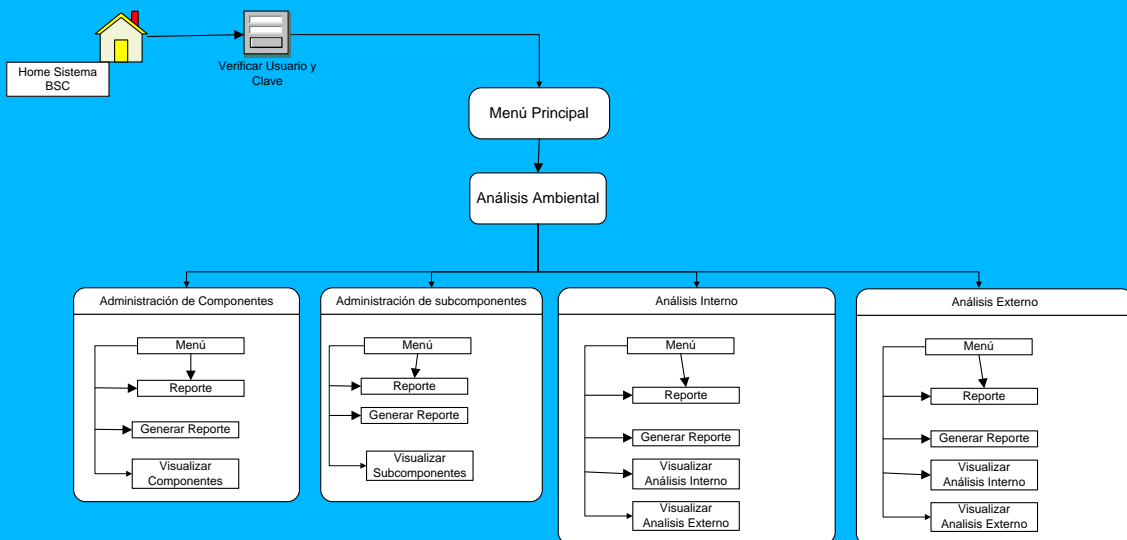 Home Sistema
BSC
Verificar Usuario y
Clave
Menú Principal
Análisis Ambiental
Administración de Componentes
Menú
Reporte
Generar Reporte
Visualizar
Componentes
Administración de subcomponentes
Menú
Reporte
Generar Reporte
Visualizar
Subcomponentes
Análisis Interno
Menú
Reporte
Generar Reporte
Visualizar
Análisis Interno
Visualizar
Analisis Externo
Análisis Externo
Menú
Reporte
Generar Reporte
Visualizar
Análisis Interno
Visualizar
Analisis Externo